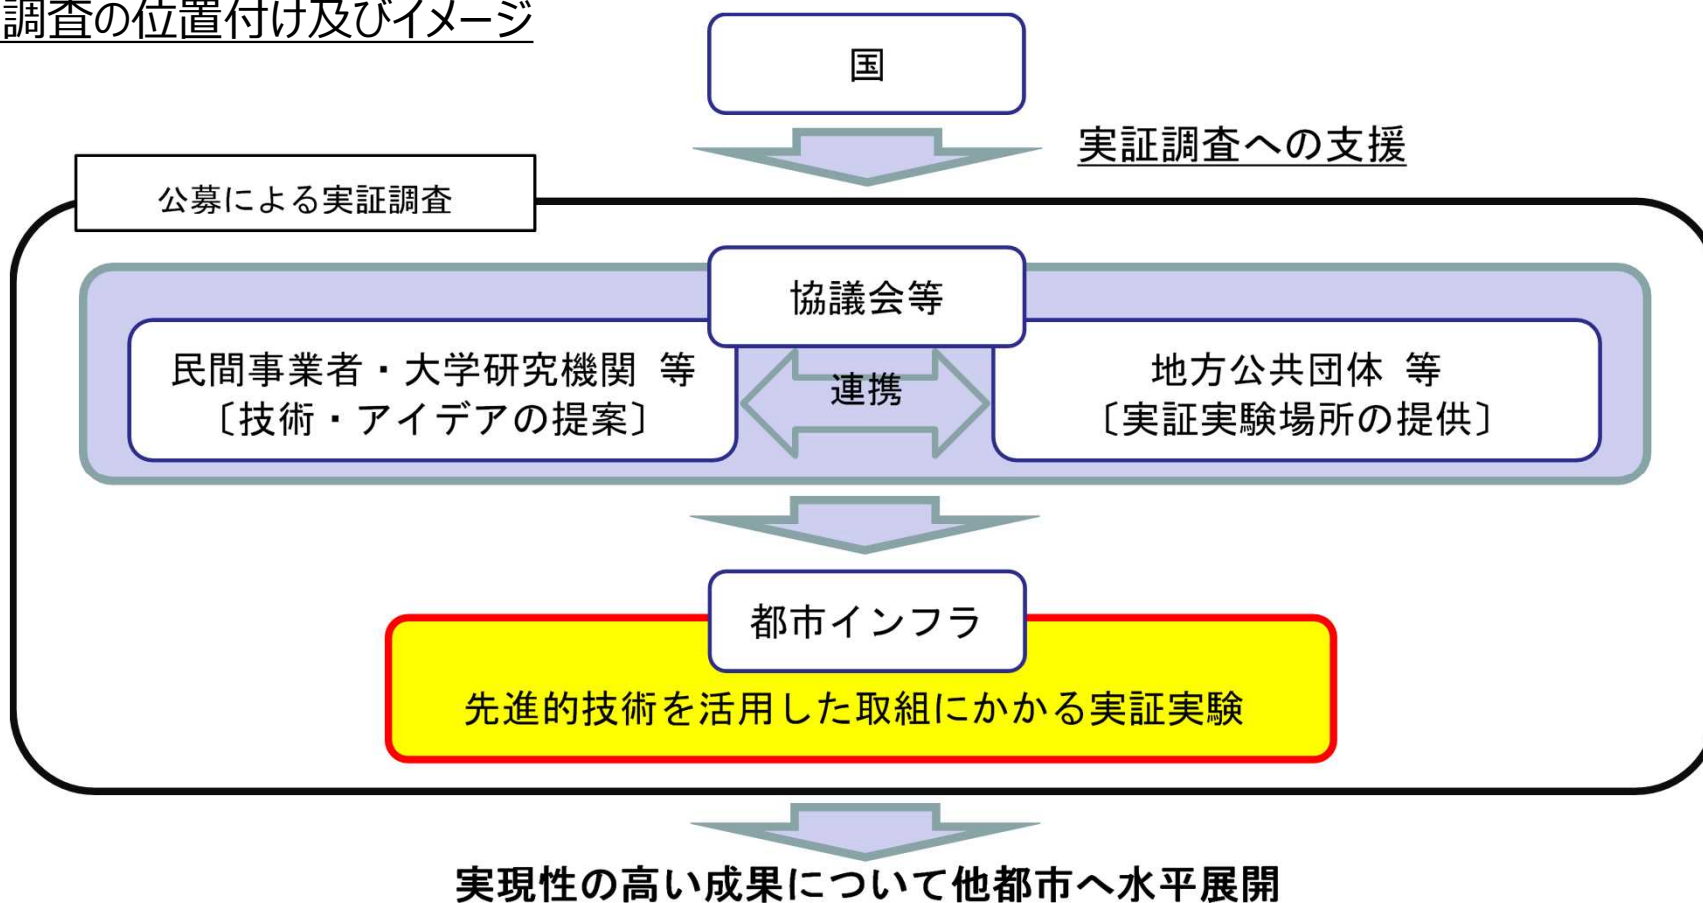 調査の位置付け及びイメージ
国
実証調査への支援
公募による実証調査
協議会等
民間事業者・大学研究機関 等
〔技術・アイデアの提案〕
連携
地方公共団体 等
〔実証実験場所の提供〕
都市インフラ
先進的技術を活用した取組にかかる実証実験
実現性の高い成果について他都市へ水平展開